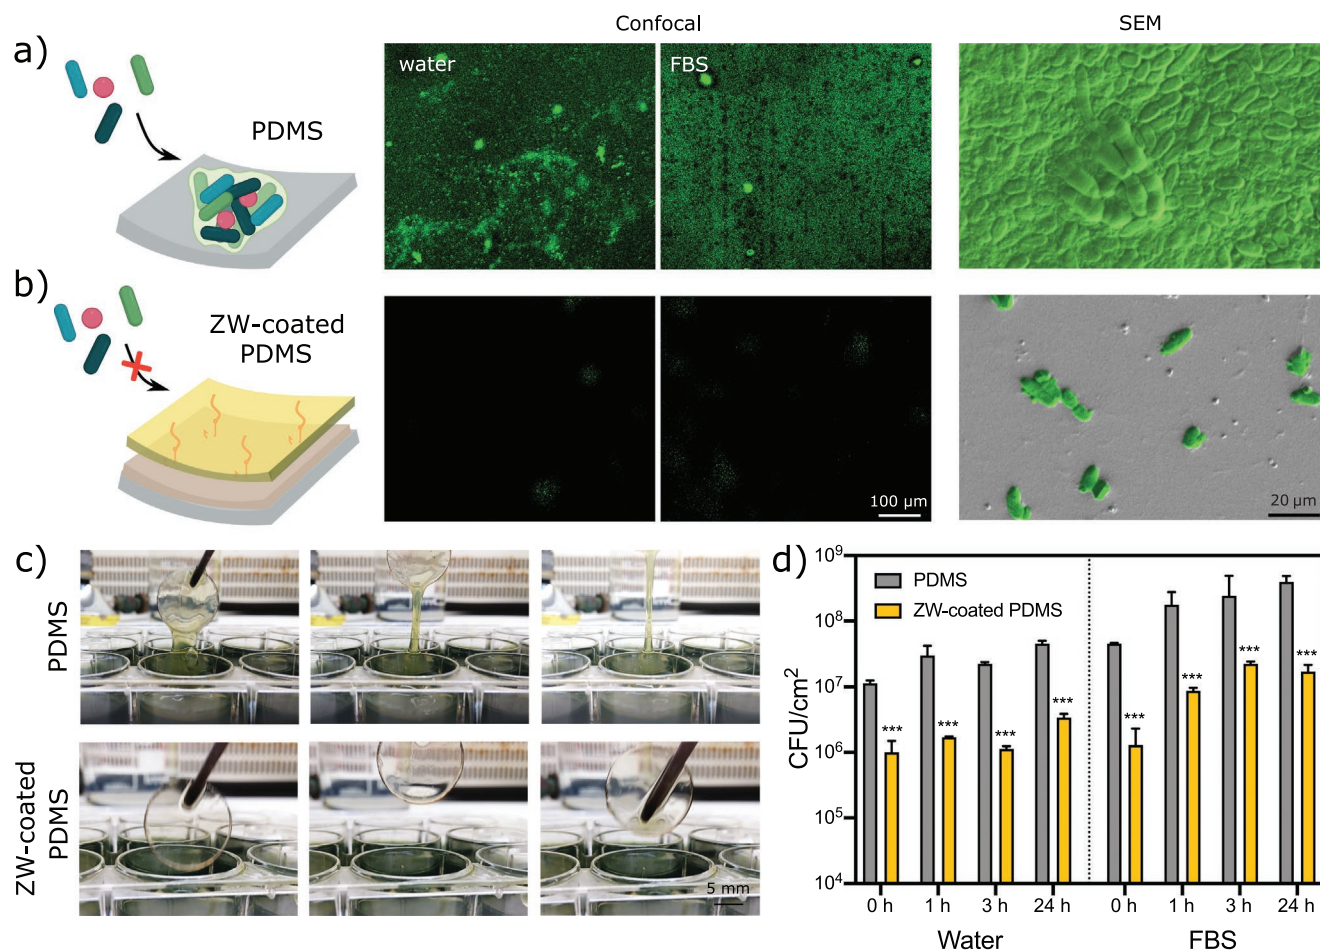 Confocal
SEM
a)
PDMS
water
FBS
b)
ZW-coated
PDMS
100 µm
20 µm
c)
PDMS
ZW-coated
PDMS
5 mm
d)
PDMS
ZW-coated PDMS
CFU/cm²
10⁹
10⁸
10⁷
10⁶
10⁵
10⁴
*** *** *** *** *** *** *** ***
0 h 1 h 3 h 24 h 0 h 1 h 3 h 24 h
Water FBS